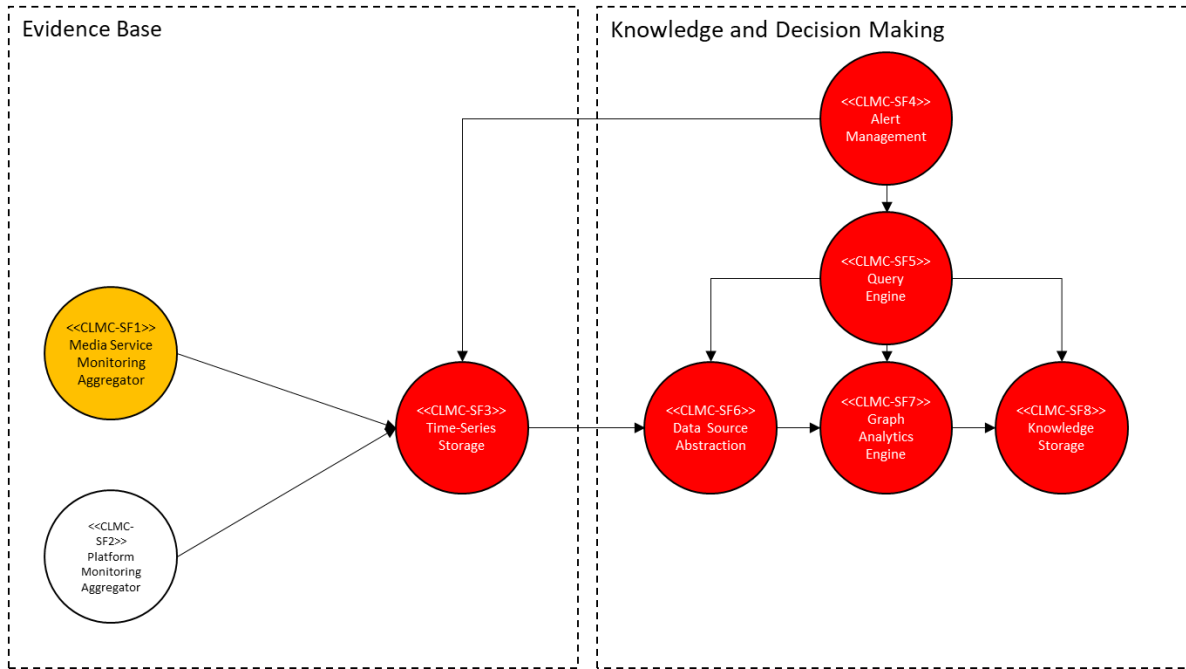 Evidence Base
Knowledge and Decision Making
<<CLMC-SF4>>
Alert
Management
<<CLMC-SF5>>
Query
Engine
<<CLMC-SF1>>
Media Service
Monitoring
Aggregator
<<CLMC-SF3>>
Time-Series
Storage
<<CLMC-SF6>>
Data Source
Abstraction
<<CLMC-SF7>>
Graph
Analytics
Engine
<<CLMC-SF8>>
Knowledge
Storage
<<CLMC-
SF2>>
Platform
Monitoring
Aggregator